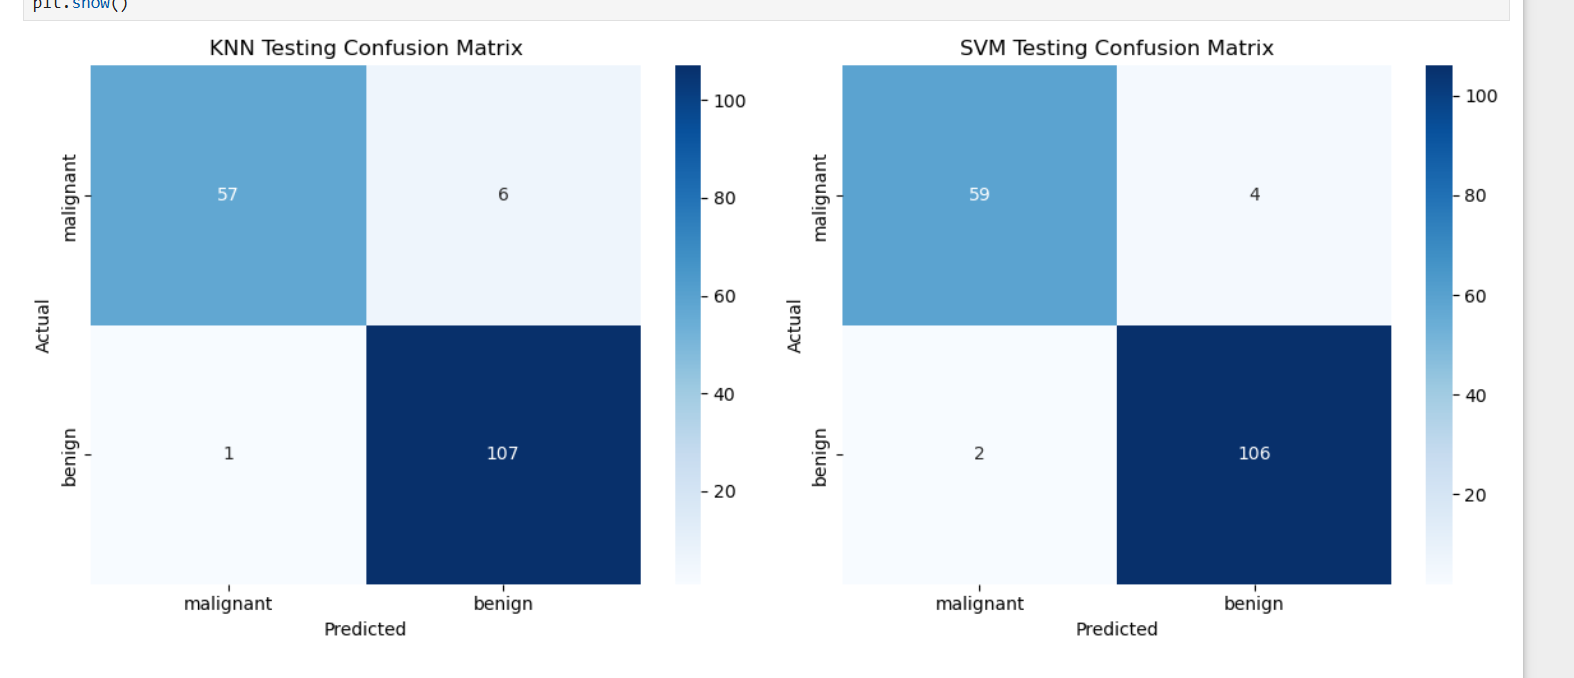 plt.show()
KNN Testing Confusion Matrix
malignant
benign
Actual
57
6
1
107
malignant
benign
Predicted
100
80
60
40
20
SVM Testing Confusion Matrix
malignant
benign
Actual
59
4
2
106
malignant
benign
Predicted
100
80
60
40
20